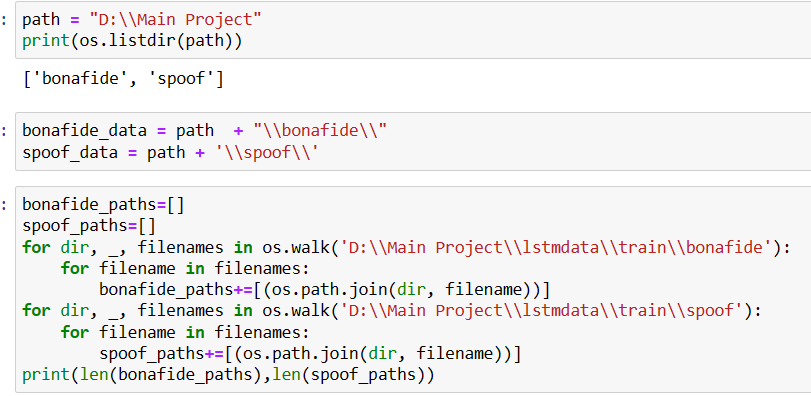 : path = "D:\\Main Project"
print(os.listdir(path))
['bonafide', 'spoof']
: bonafide_data = path  + "\\bonafide\\"
spoof_data = path + '\\spoof\\'
: bonafide_paths=[]
spoof_paths=[]
for dir, _, filenames in os.walk('D:\\Main Project\\lstmdata\\train\\bonafide'):
    for filename in filenames:
        bonafide_paths+=[(os.path.join(dir, filename))]
for dir, _, filenames in os.walk('D:\\Main Project\\lstmdata\\train\\spoof'):
    for filename in filenames:
        spoof_paths+=[(os.path.join(dir, filename))]
print(len(bonafide_paths),len(spoof_paths))